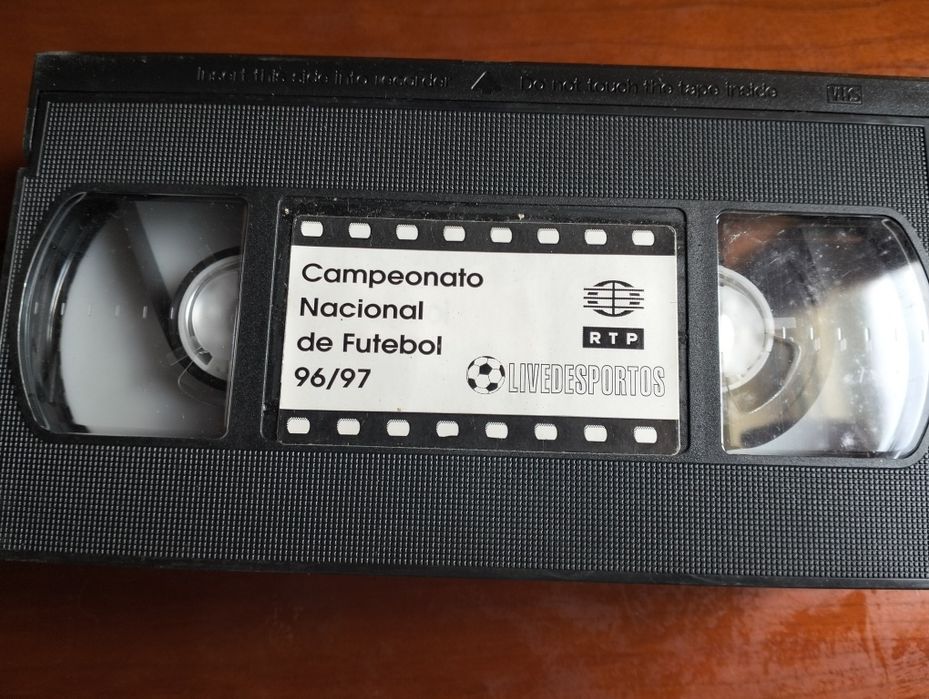 Insert this side into recorder Do not touch the tape inside VHS
Campeonato
Nacional
de Futebol
96/97
RTP
LIVEDESPORTOS